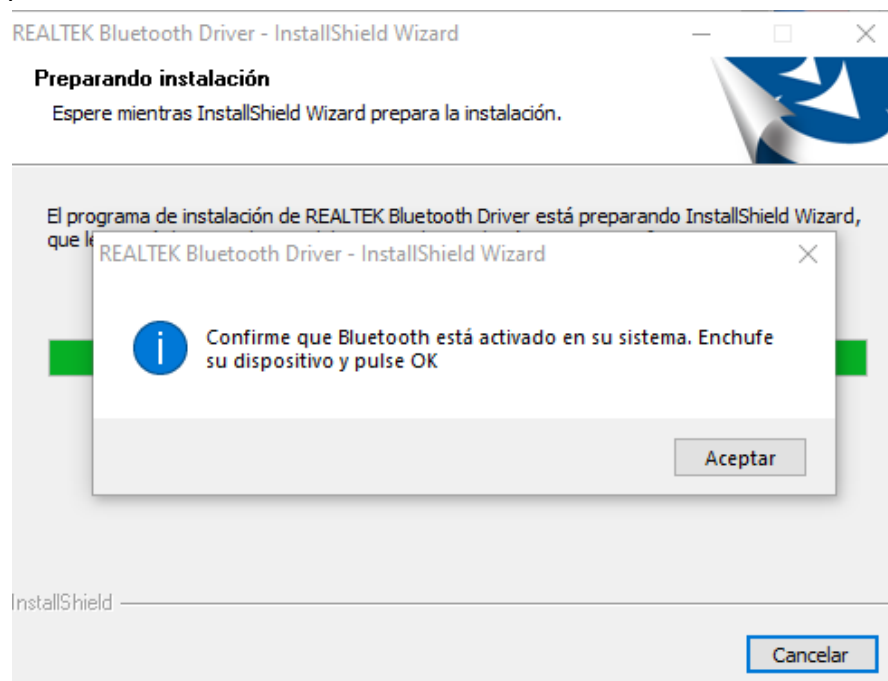 REALTEK Bluetooth Driver - InstallShield Wizard
Preparando instalación
Espere mientras InstallShield Wizard prepara la instalación.
El programa de instalación de REALTEK Bluetooth Driver está preparando InstallShield Wizard,
que
REALTEK Bluetooth Driver - InstallShield Wizard
Confirme que Bluetooth está activado en su sistema. Enchufe
su dispositivo y pulse OK
Aceptar
InstallShield
Cancelar